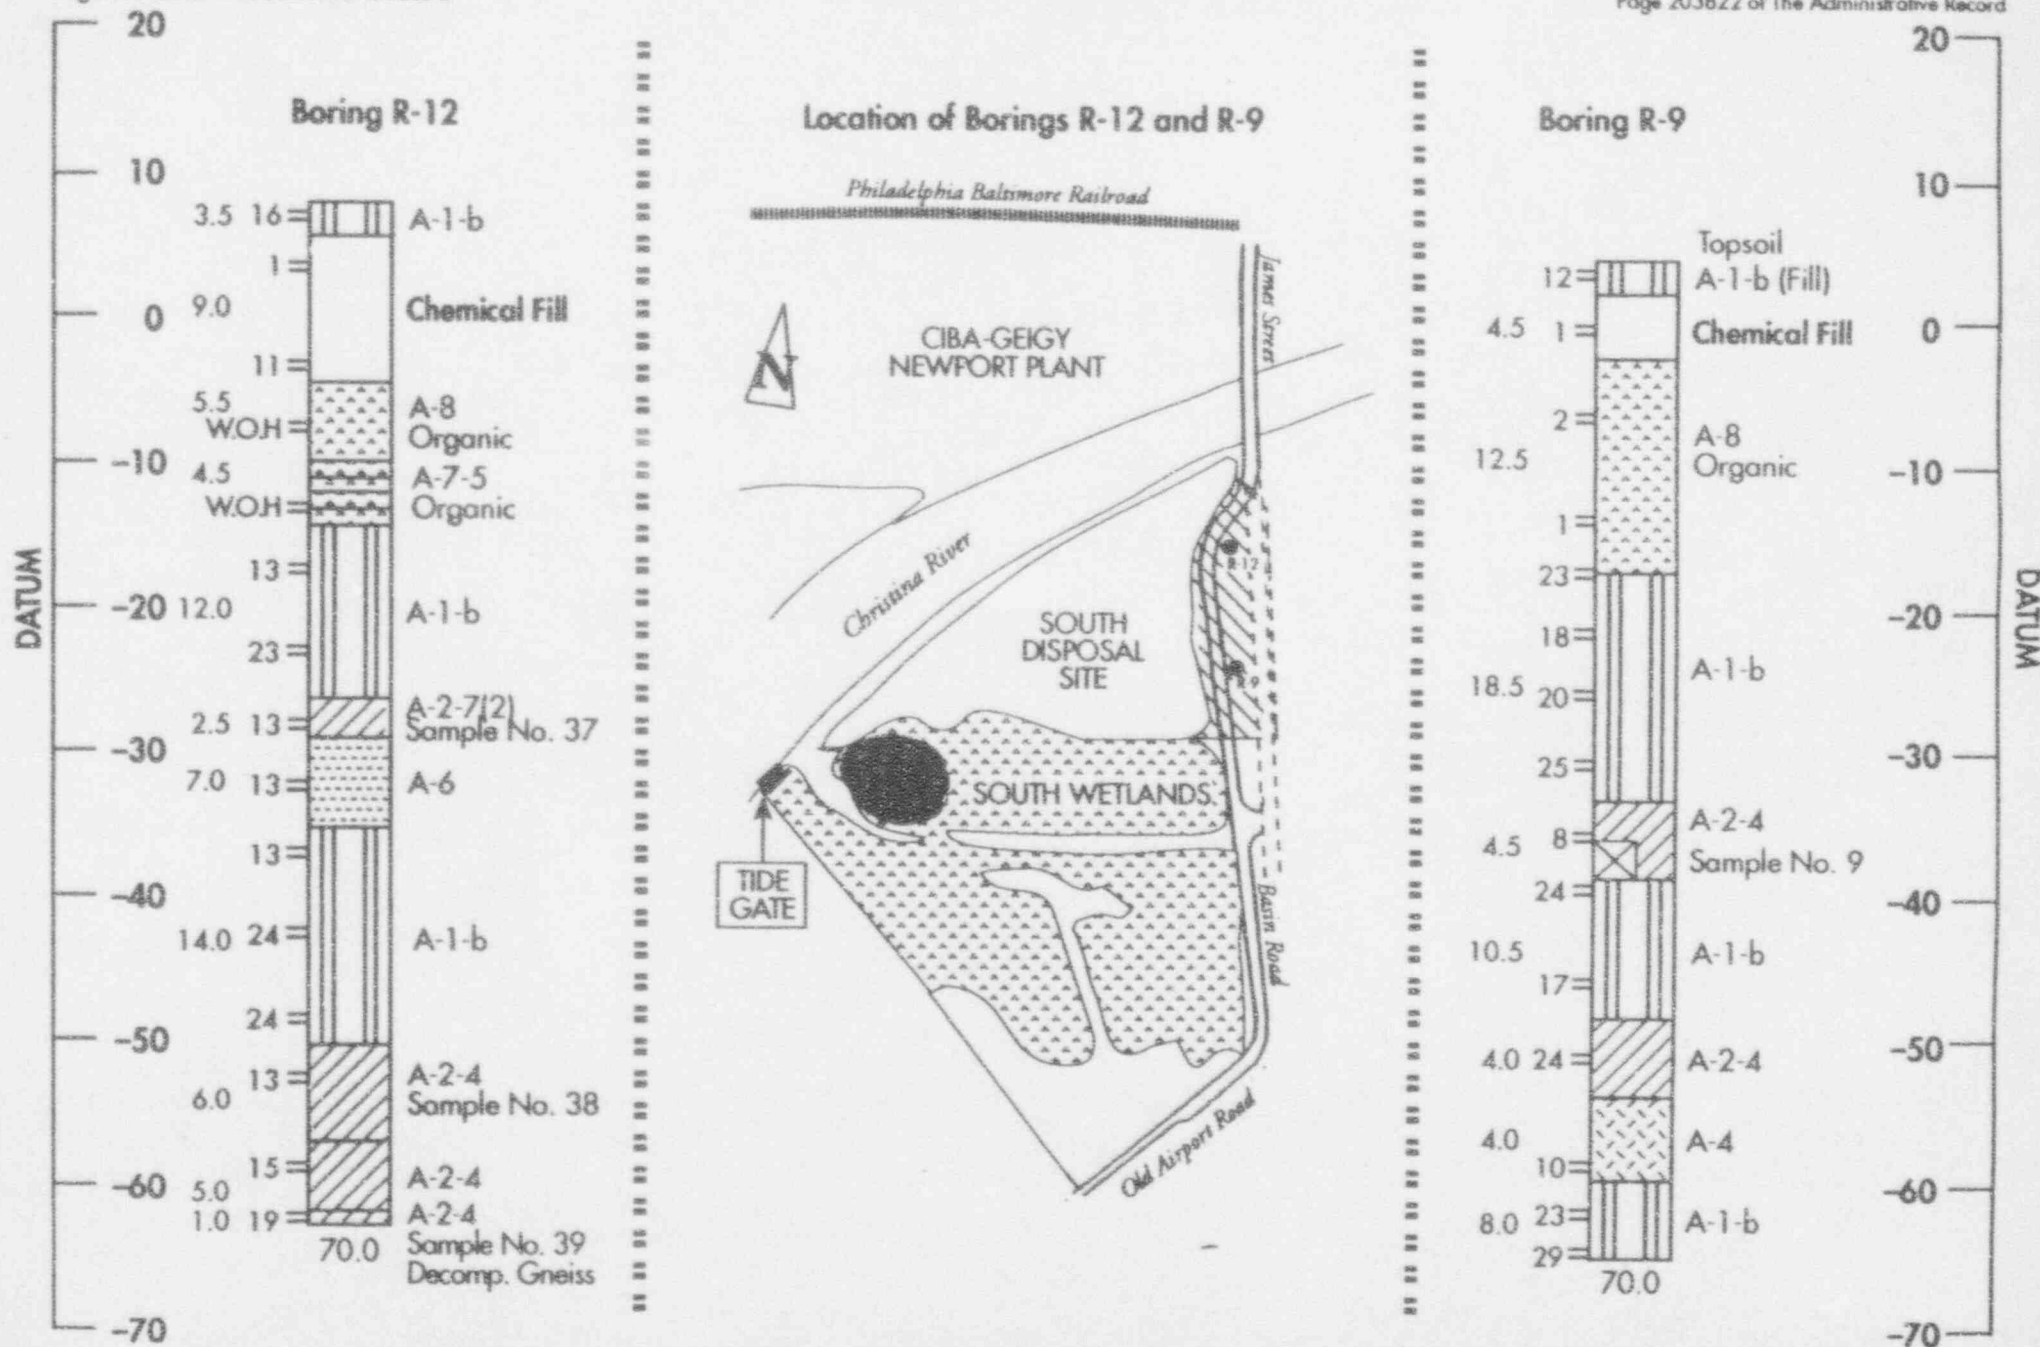 Page 203822 of The Administrative Record
20
10
0
-10
-20
-30
-40
-50
-60
-70
DATUM
Boring R-12
3.5 16 A-1-b
1
9.0 Chemical Fill
11
5.5 A-8
W.O.H Organic
4.5 A-7-5
W.O.H Organic
13
12.0 A-1-b
23
A-2-7(2)
2.5 13 Sample No. 37
7.0 13 A-6
13
14.0 24 A-1-b
24
13 A-2-4
6.0 Sample No. 38
15 A-2-4
5.0
1.0 19 A-2-4
70.0 Sample No. 39
Decomp. Gneiss
Location of Borings R-12 and R-9
Philadelphia Baltimore Railroad
James Street
CIBA-GEIGY
NEWPORT PLANT
N
Christina River
R-12
SOUTH
DISPOSAL
SITE
R-9
SOUTH WETLANDS
TIDE
GATE
Basin Road
Old Airport Road
Boring R-9
Topsoil
12 A-1-b (Fill)
4.5 1 Chemical Fill
2
A-8
12.5 Organic
1
23
18
A-1-b
18.5 20
25
A-2-4
8
4.5 Sample No. 9
24
10.5 A-1-b
17
4.0 24 A-2-4
4.0 A-4
10
8.0 23 A-1-b
29
70.0
20
10
0
-10
-20
-30
-40
-50
-60
-70
DATUM